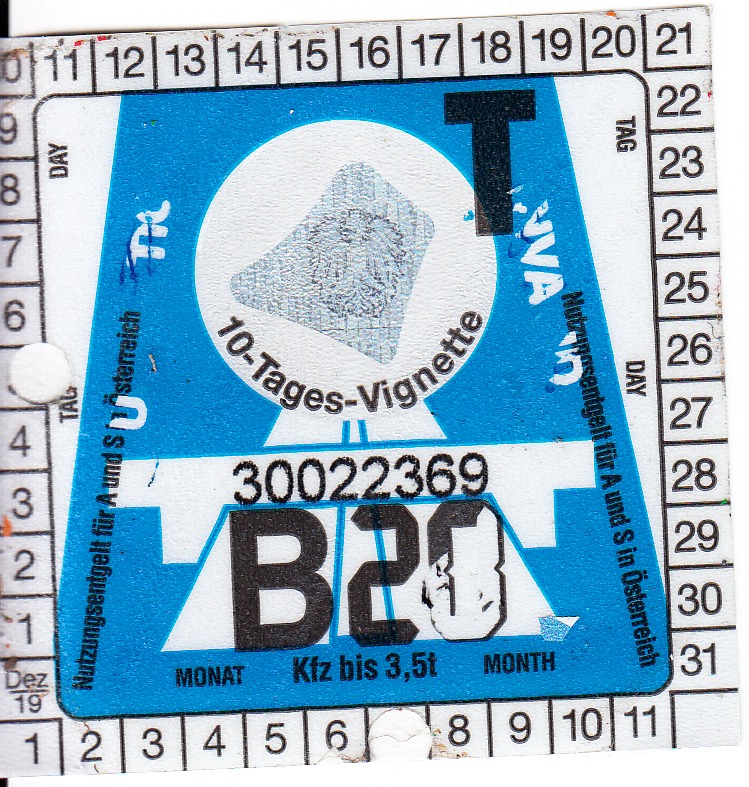 0 11 12 13 14 15 16 17 18 19 20 21
22
23
24
25
26
27
28
29
30
31
9
8
7
6
4
3
2
1
Dez
19
1 2 3 4 5 6 8 9 10 11
DAY
TAG
TAG
DAY
T
10-Tages-Vignette
Nutzungsentgelt für A und S in Österreich
Nutzungsentgelt für A und S in Österreich
30022369
B20
MONAT Kfz bis 3,5t MONTH